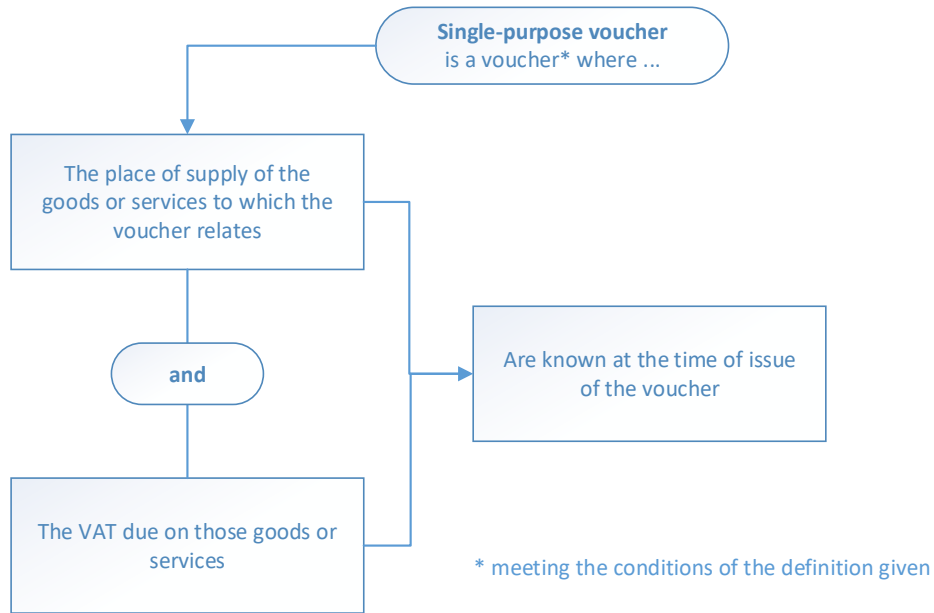 Single-purpose voucher
is a voucher* where ...
The place of supply of the
goods or services to which the
voucher relates
and
Are known at the time of issue
of the voucher
The VAT due on those goods or
services
* meeting the conditions of the definition given